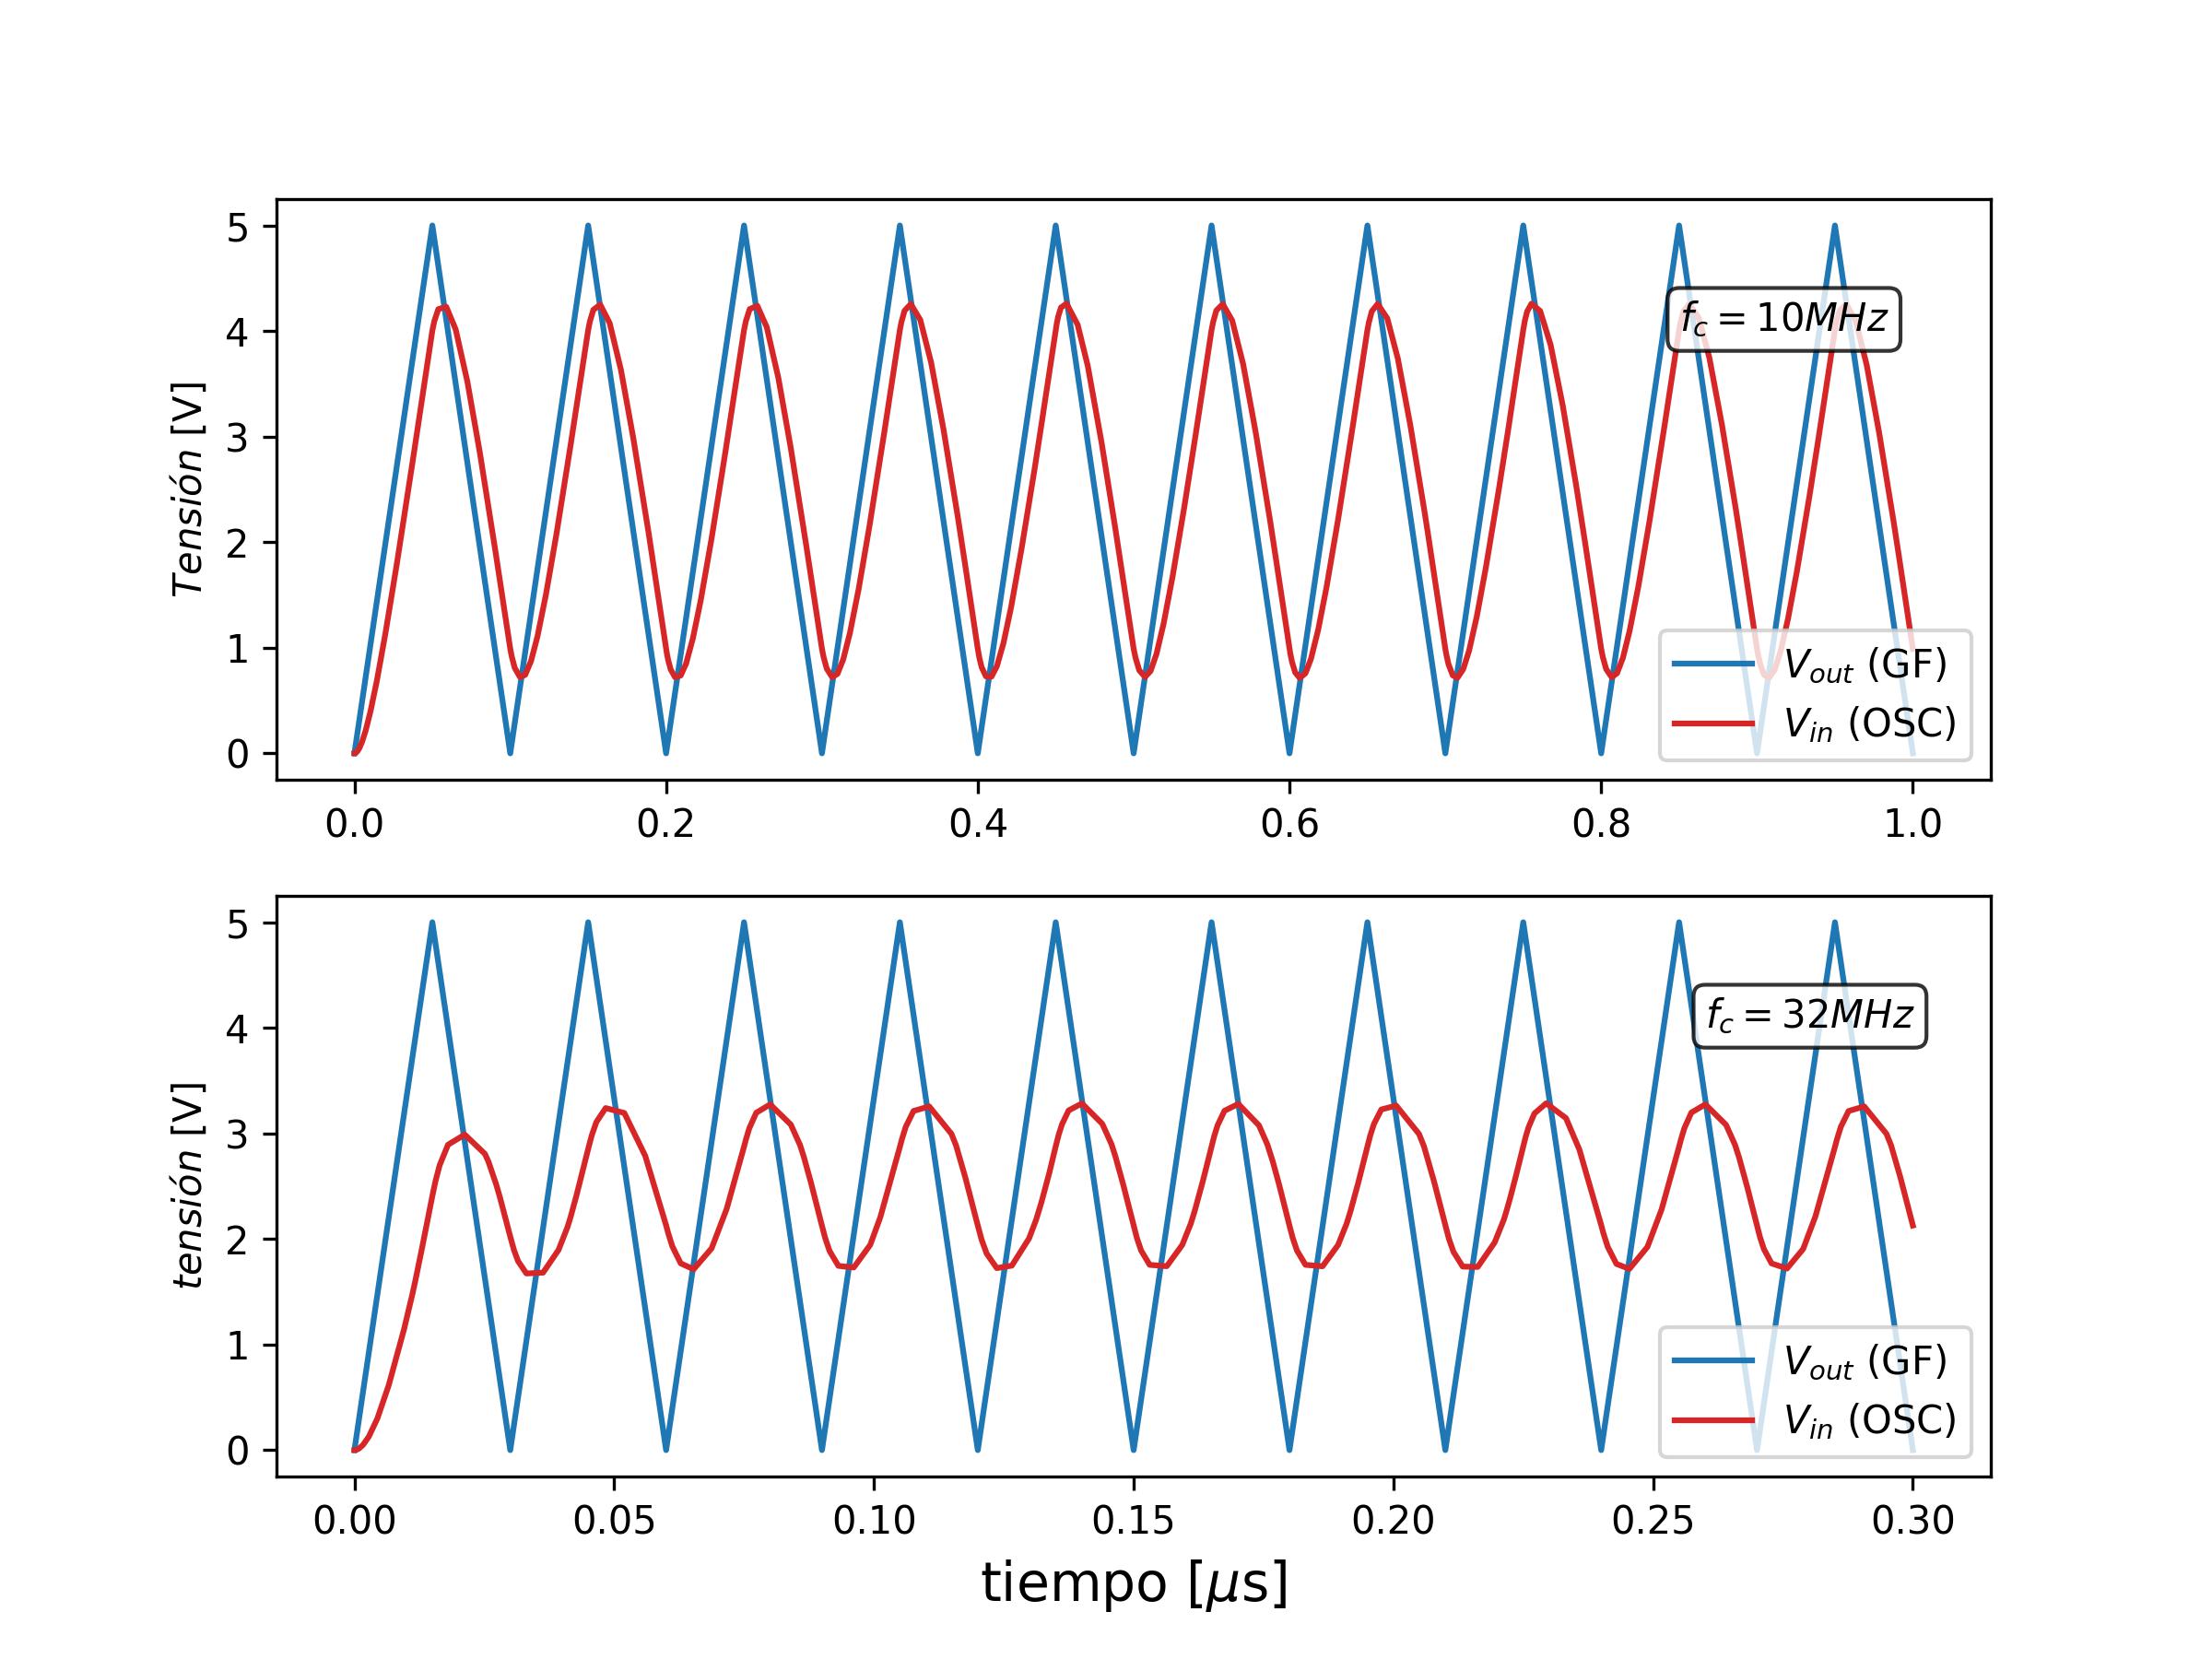 Tensión [V]
5
4
3
2
1
0
f_c = 10MHz
V_out (GF)
V_in (OSC)
0.0 0.2 0.4 0.6 0.8 1.0
tensión [V]
5
4
3
2
1
0
f_c = 32MHz
V_out (GF)
V_in (OSC)
0.00 0.05 0.10 0.15 0.20 0.25 0.30
tiempo [μs]